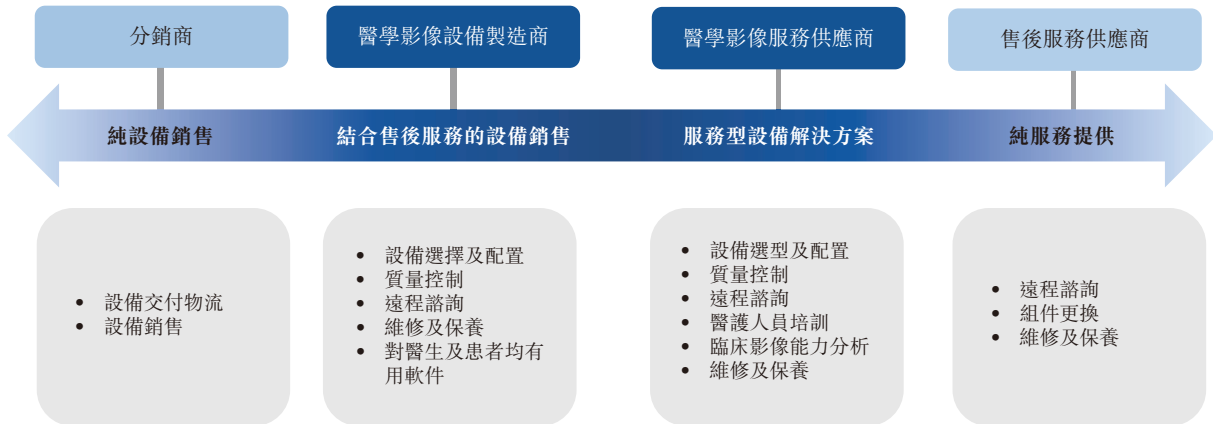 分銷商
醫學影像設備製造商
醫學影像服務供應商
售後服務供應商
純設備銷售
結合售後服務的設備銷售
服務型設備解決方案
純服務提供
• 設備交付物流
• 設備銷售
• 設備選擇及配置
• 質量控制
• 遠程諮詢
• 維修及保養
• 對醫生及患者均有
用軟件
• 設備選型及配置
• 質量控制
• 遠程諮詢
• 醫護人員培訓
• 臨床影像能力分析
• 維修及保養
• 遠程諮詢
• 組件更換
• 維修及保養